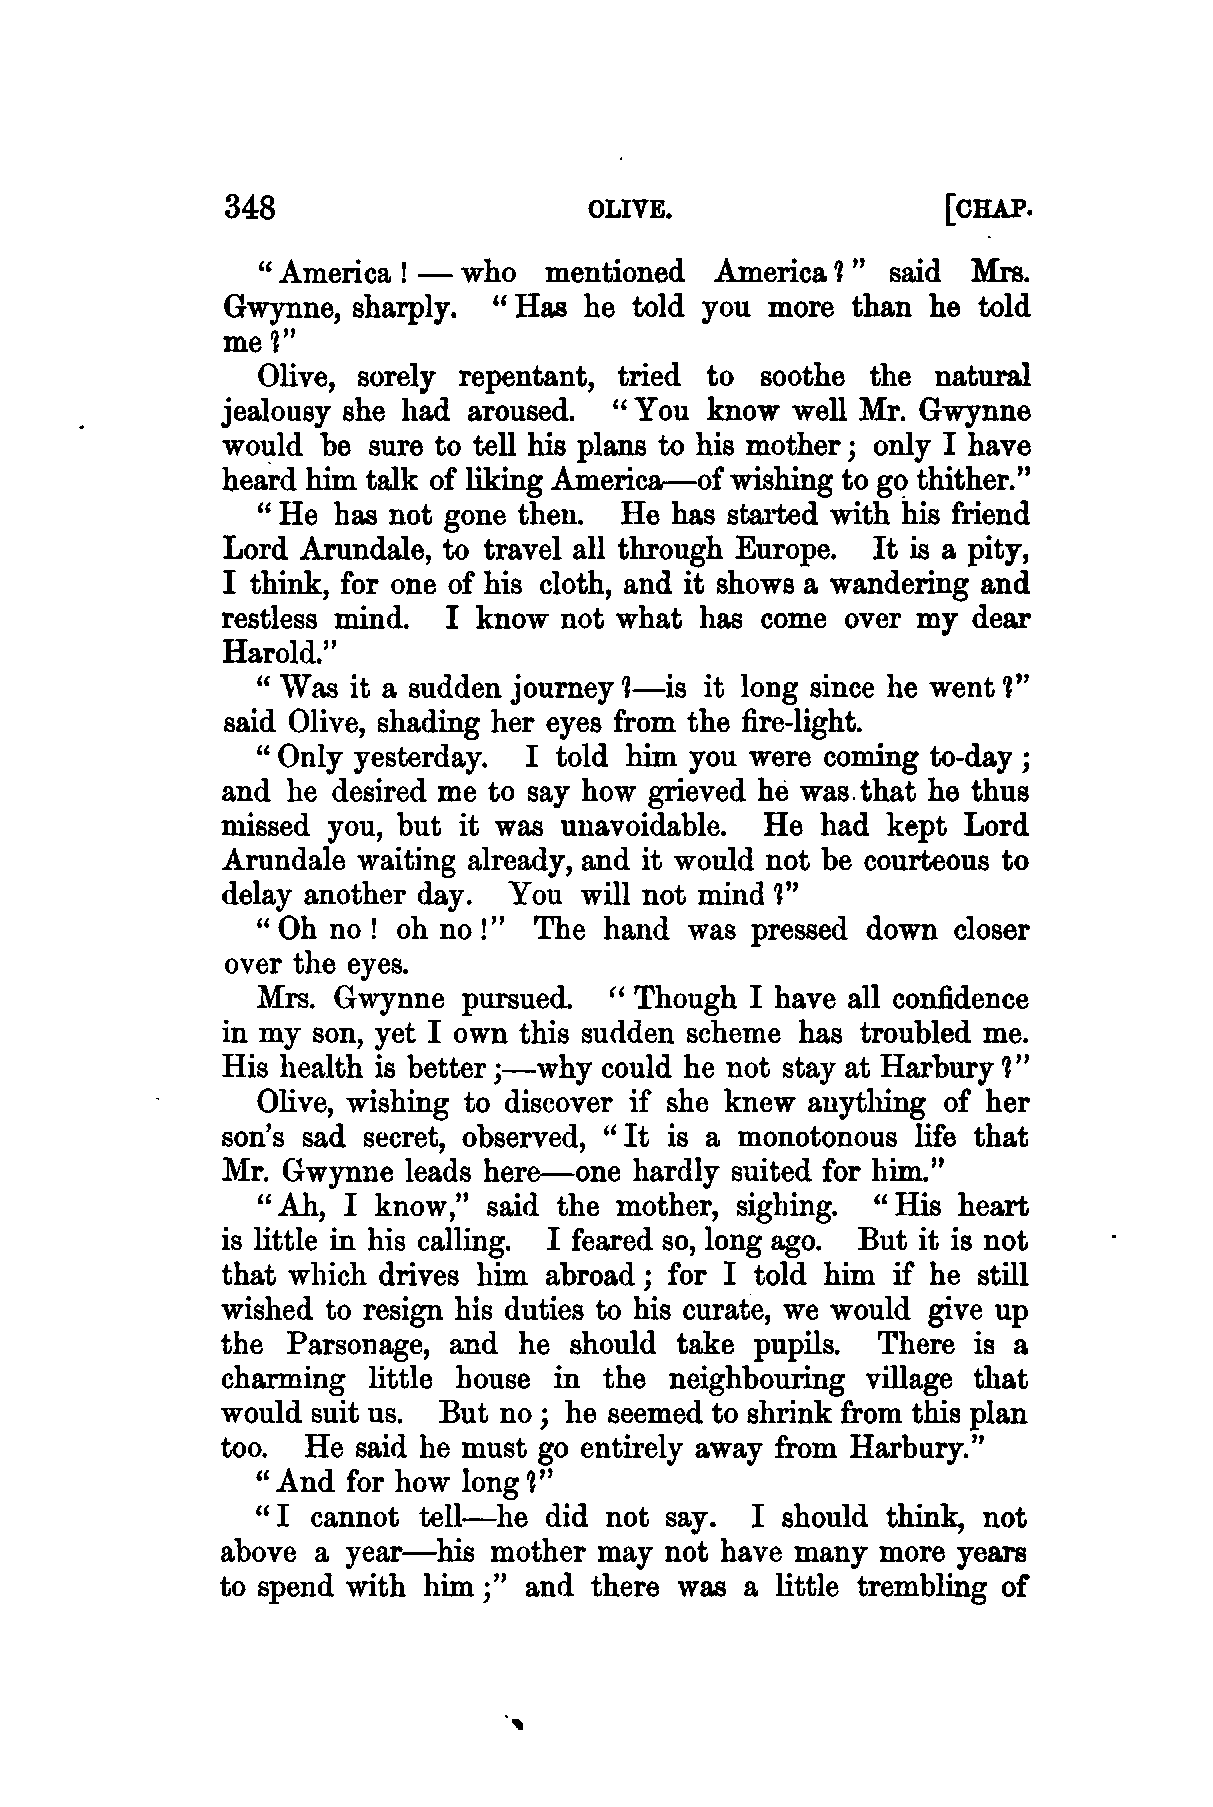 348 OLIVE. [CHAP.
"America! — who mentioned America?" said Mrs.
Gwynne, sharply. "Has he told you more than he told
me?"
Olive, sorely repentant, tried to soothe the natural
jealousy she had aroused. "You know well Mr. Gwynne
would be sure to tell his plans to his mother; only I have
heard him talk of liking America—of wishing to go thither."
"He has not gone then. He has started with his friend
Lord Arundale, to travel all through Europe. It is a pity,
I think, for one of his cloth, and it shows a wandering and
restless mind. I know not what has come over my dear
Harold."
"Was it a sudden journey?—is it long since he went?"
said Olive, shading her eyes from the fire-light.
"Only yesterday. I told him you were coming to-day;
and he desired me to say how grieved he was that he thus
missed you, but it was unavoidable. He had kept Lord
Arundale waiting already, and it would not be courteous to
delay another day. You will not mind?"
"Oh no! oh no!" The hand was pressed down closer
over the eyes.
Mrs. Gwynne pursued. "Though I have all confidence
in my son, yet I own this sudden scheme has troubled me.
His health is better;—why could he not stay at Harbury?"
Olive, wishing to discover if she knew anything of her
son's sad secret, observed, "It is a monotonous life that
Mr. Gwynne leads here—one hardly suited for him."
"Ah, I know," said the mother, sighing. "His heart
is little in his calling. I feared so, long ago. But it is not
that which drives him abroad; for I told him if he still
wished to resign his duties to his curate, we would give up
the Parsonage, and he should take pupils. There is a
charming little house in the neighbouring village that
would suit us. But no; he seemed to shrink from this plan
too. He said he must go entirely away from Harbury."
"And for how long?"
"I cannot tell—he did not say. I should think, not
above a year—his mother may not have many more years
to spend with him;" and there was a little trembling of